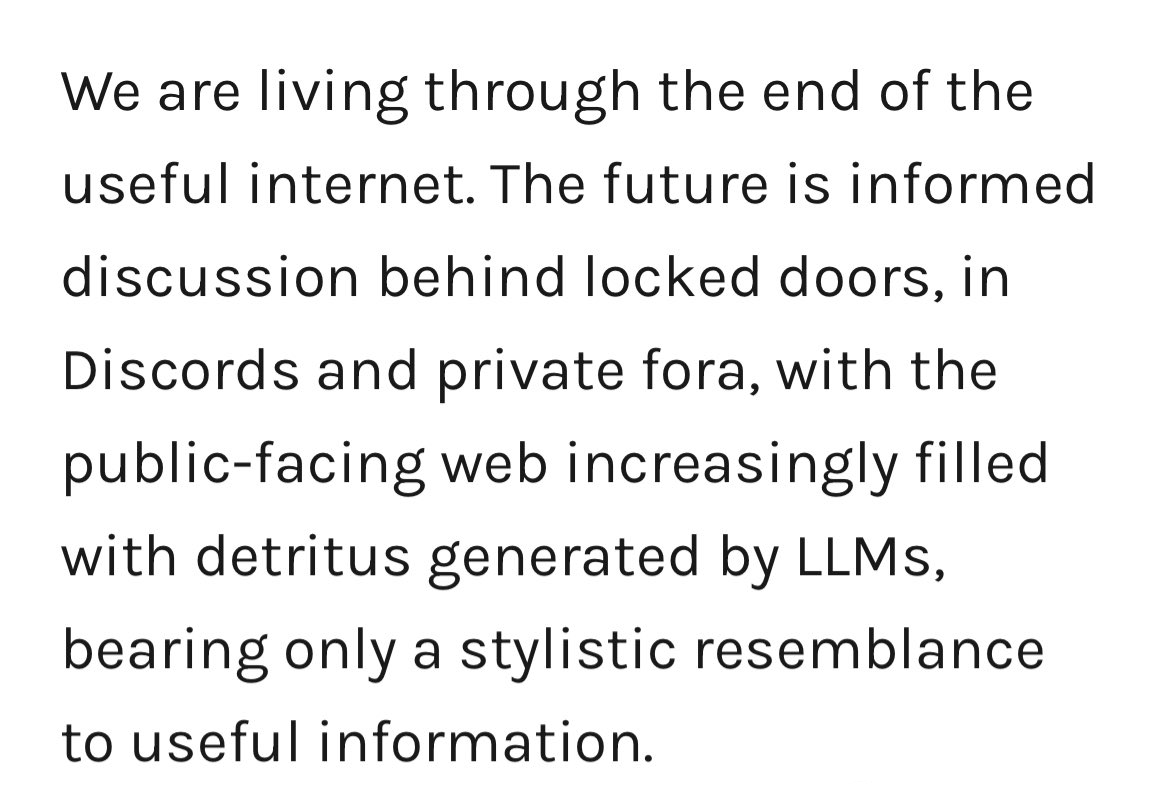 We are living through the end of the
useful internet. The future is informed
discussion behind locked doors, in
Discords and private fora, with the
public-facing web increasingly filled
with detritus generated by LLMs,
bearing only a stylistic resemblance
to useful information.